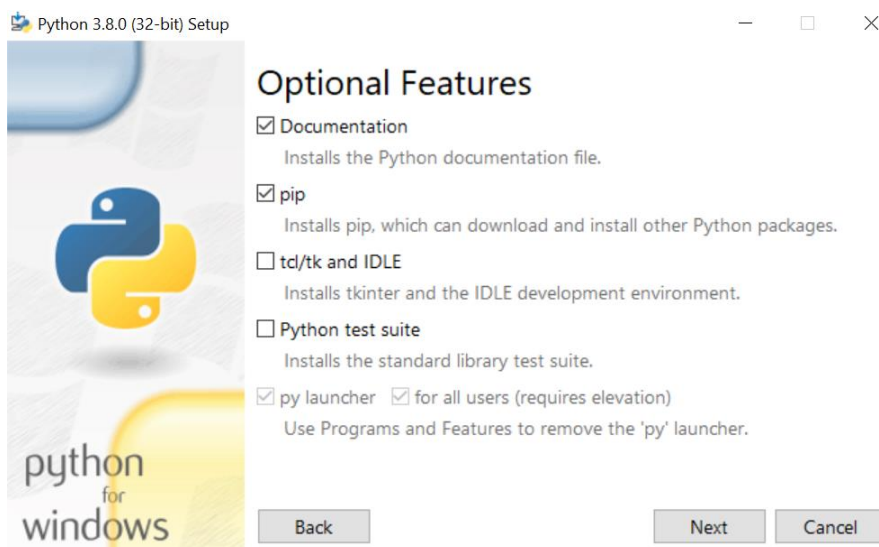 Python 3.8.0 (32-bit) Setup
Optional Features
Documentation
Installs the Python documentation file.
pip
Installs pip, which can download and install other Python packages.
tcl/tk and IDLE
Installs tkinter and the IDLE development environment.
Python test suite
Installs the standard library test suite.
py launcher for all users (requires elevation)
Use Programs and Features to remove the 'py' launcher.
python
for
windows
Back Next Cancel